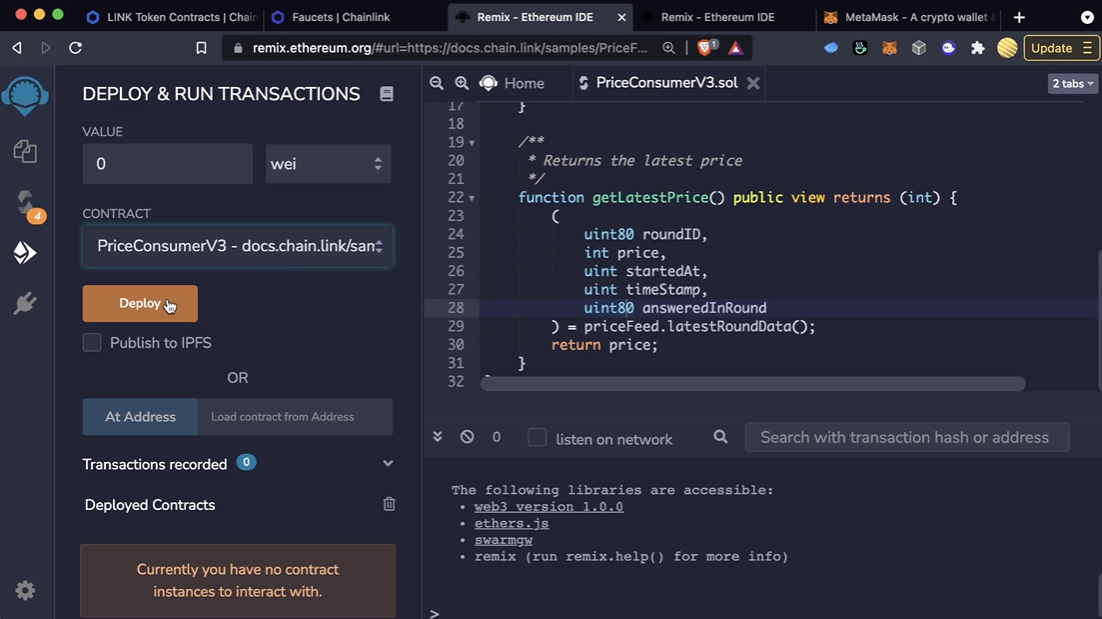 LINK Token Contracts | Chain
Faucets | Chainlink
Remix - Ethereum IDE
Remix - Ethereum IDE
MetaMask - A crypto wallet &
remix.ethereum.org/#url=https://docs.chain.link/samples/PriceF...
1
Update
DEPLOY & RUN TRANSACTIONS
VALUE
0
wei
CONTRACT
PriceConsumerV3 - docs.chain.link/sam
Deploy
Publish to IPFS
OR
At Address
Load contract from Address
Transactions recorded 0
Deployed Contracts
Currently you have no contract
instances to interact with.
4
Home
PriceConsumerV3.sol
2 tabs
17 }
18
19 /**
20 * Returns the latest price
21 */
22 function getLatestPrice() public view returns (int) {
23 (
24 uint80 roundID,
25 int price,
26 uint startedAt,
27 uint timeStamp,
28 uint80 answeredInRound
29 ) = priceFeed.latestRoundData();
30 return price;
31 }
32
0
listen on network
Search with transaction hash or address
The following libraries are accessible:
• web3 version 1.0.0
• ethers.js
• swarmgw
• remix (run remix.help() for more info)
>